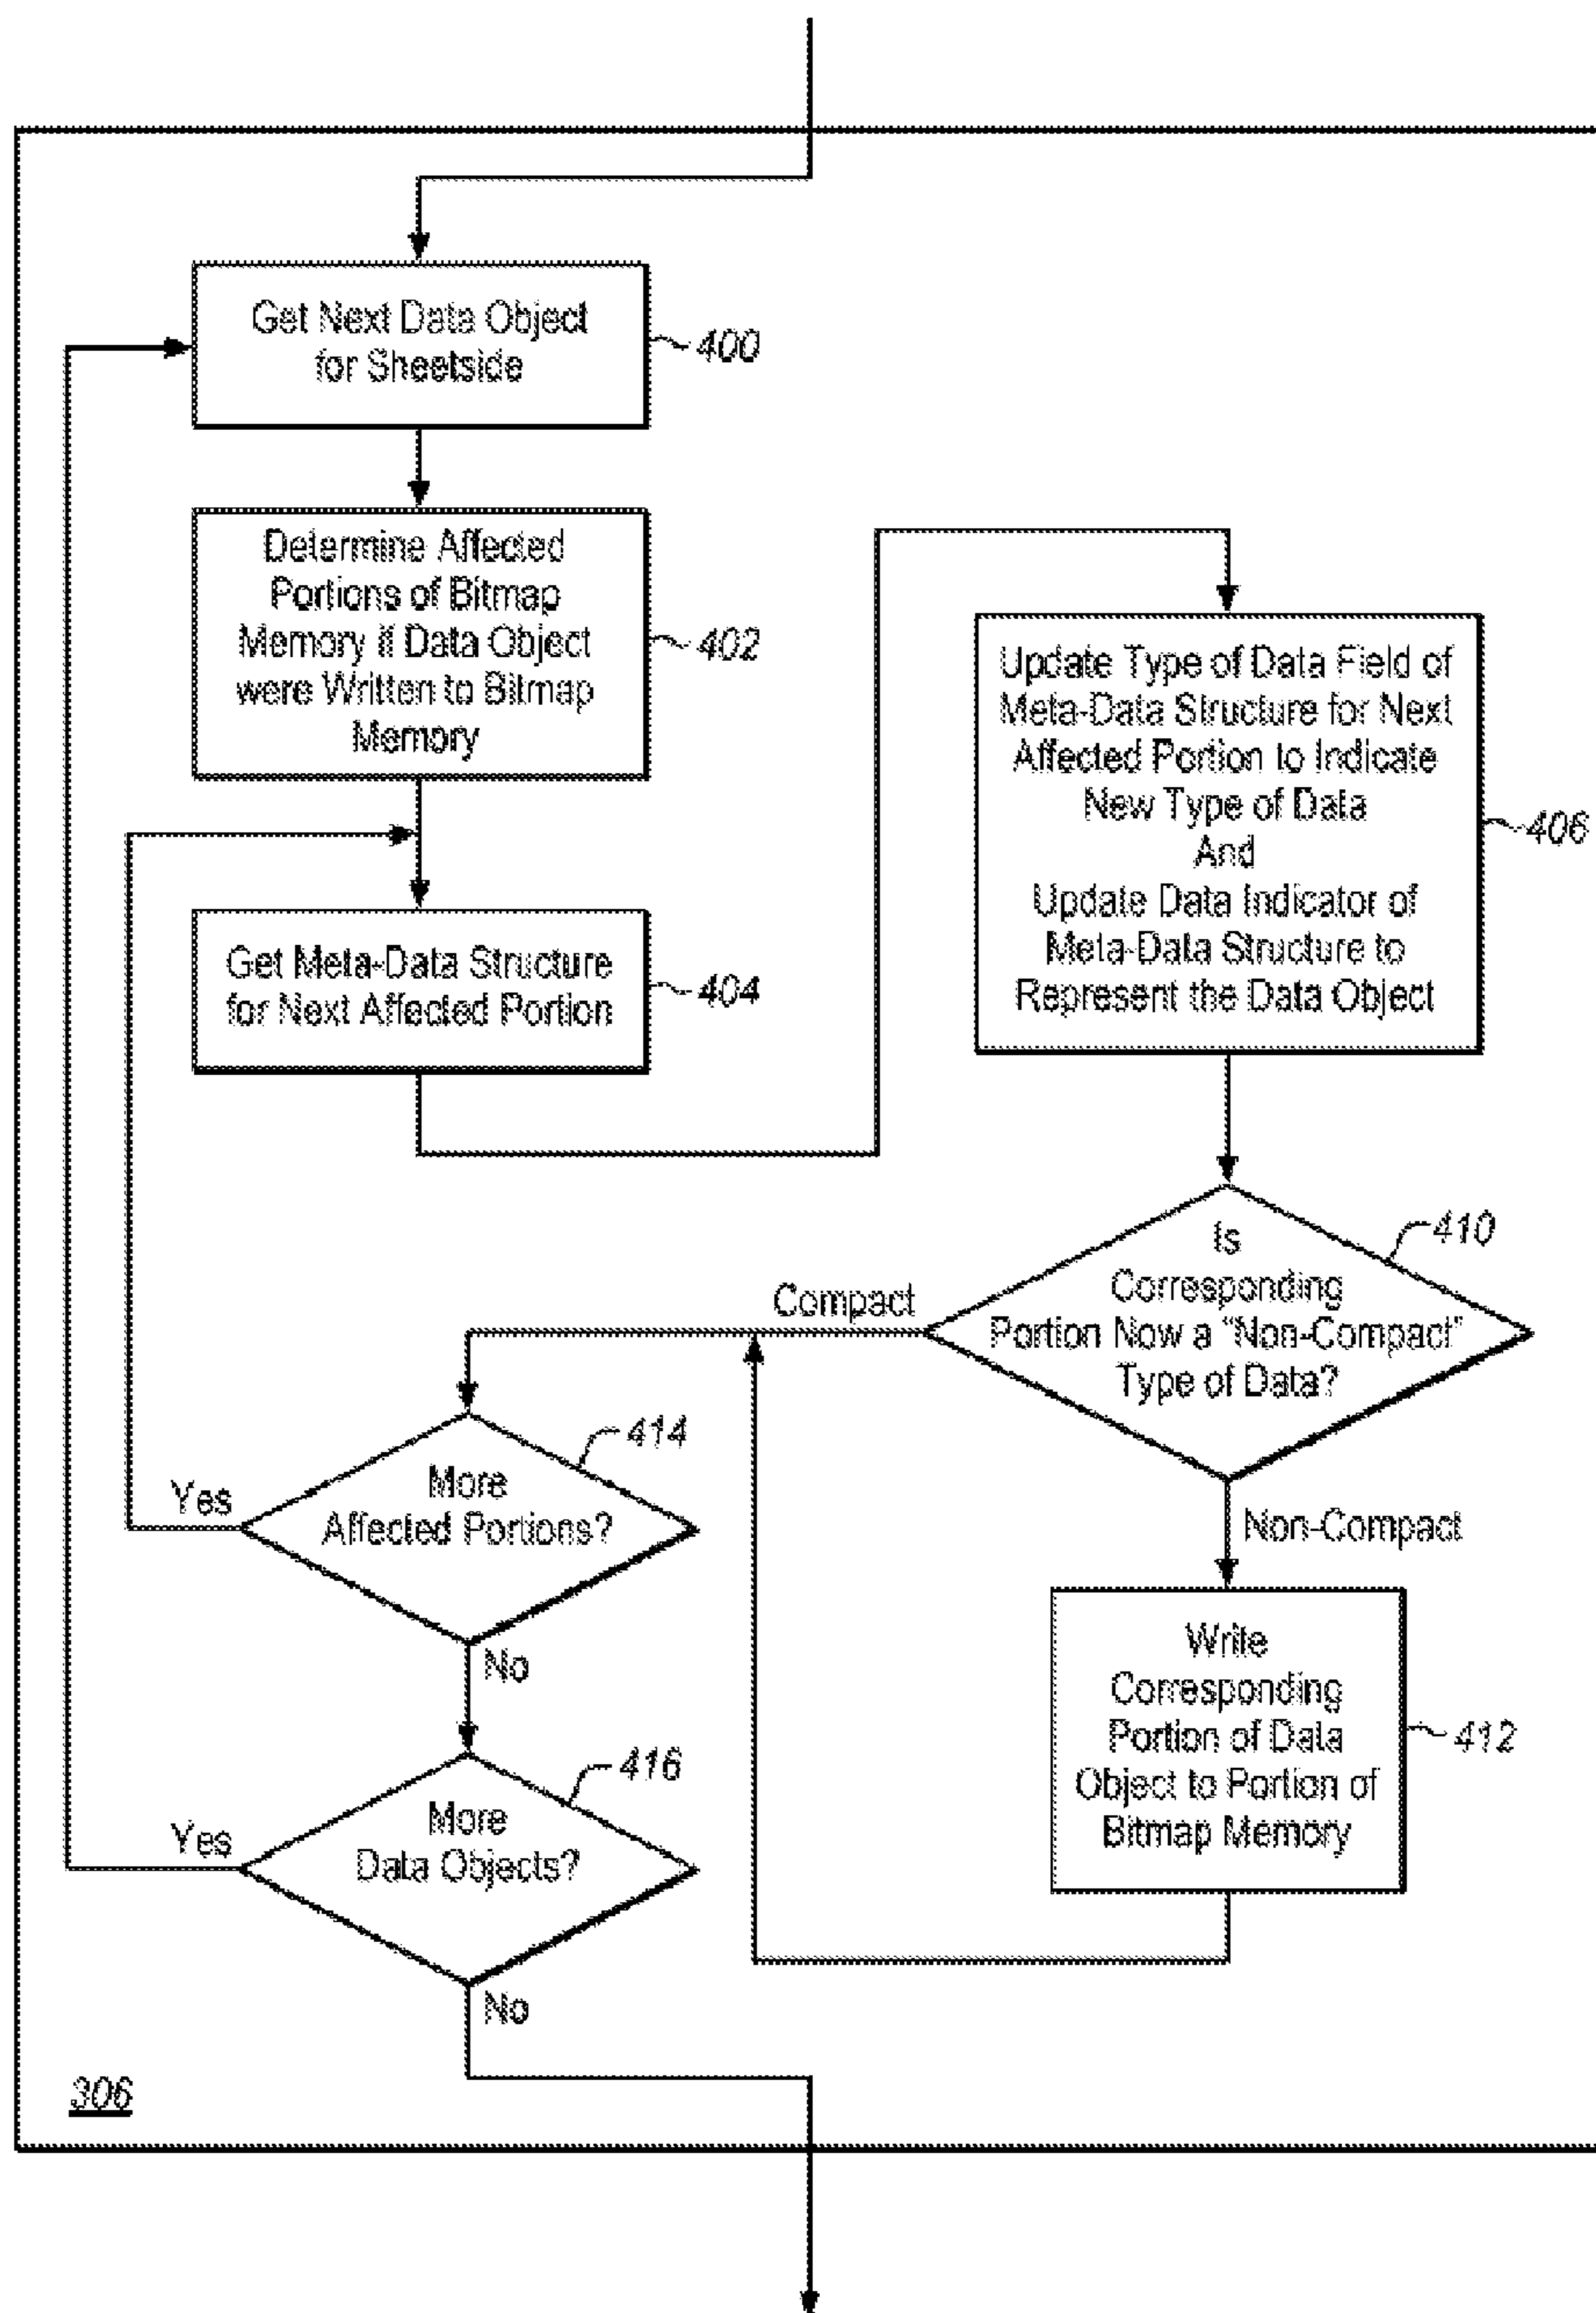 Get Next Data Object
for Sheetside
400
Determine Affected
Portions of Bitmap
Memory if Data Object
were Written to Bitmap
Memory
402
Get Meta-Data Structure
for Next Affected Portion
404
Update Type of Data Field of
Meta-Data Structure for Next
Affected Portion to Indicate
New Type of Data
And
Update Data Indicator of
Meta-Data Structure to
Represent the Data Object
406
Is
Corresponding
Portion Now a "Non-Compact"
Type of Data?
410
Compact
Non-Compact
Write
Corresponding
Portion of Data
Object to Portion of
Bitmap Memory
412
More
Affected Portions?
414
Yes
No
More
Data Objects?
416
Yes
No
306